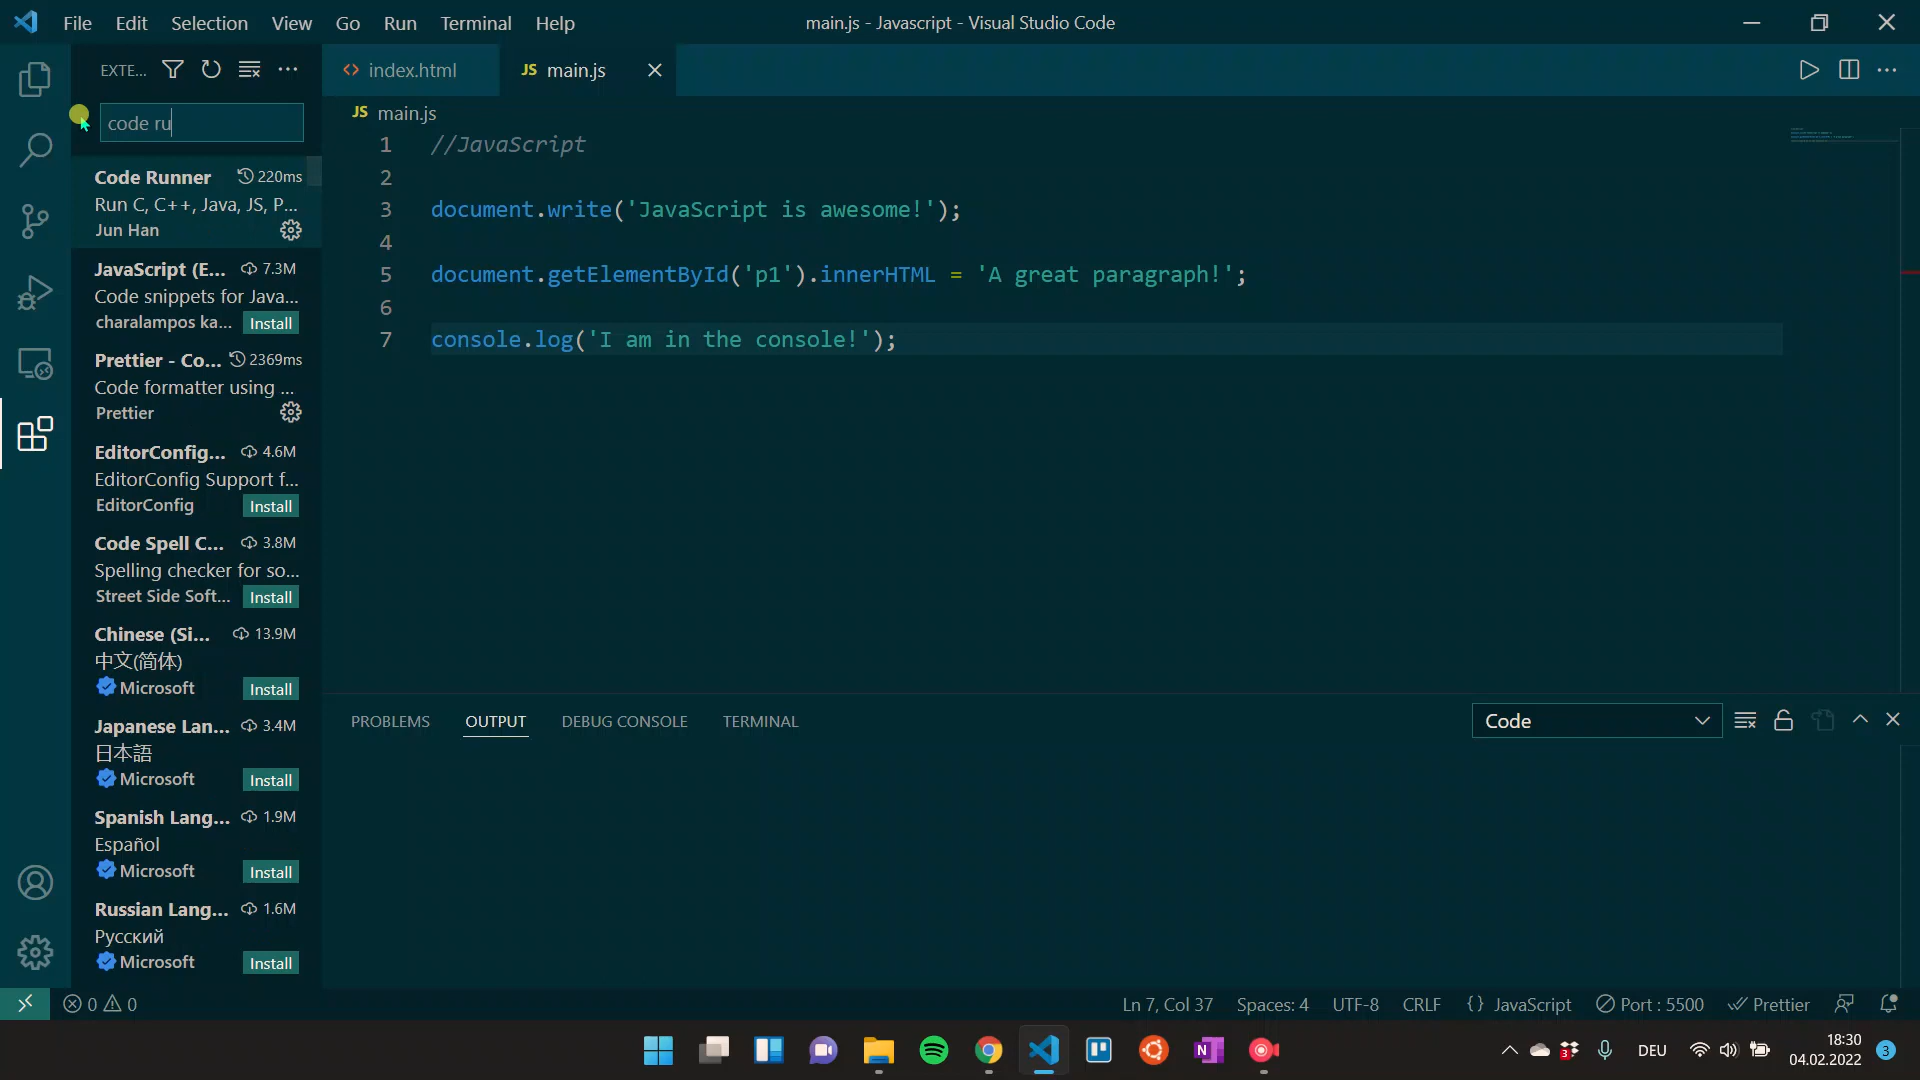 File Edit Selection View Go Run Terminal Help
main.js - Javascript - Visual Studio Code
EXTE...
code ru
Code Runner 220ms
Run C, C++, Java, JS, P...
Jun Han
JavaScript (E... 7.3M
Code snippets for Java...
charalampos ka... Install
Prettier - Co... 2369ms
Code formatter using ...
Prettier
EditorConfig... 4.6M
EditorConfig Support f...
EditorConfig Install
Code Spell C... 3.8M
Spelling checker for so...
Street Side Soft... Install
Chinese (Si... 13.9M
中文(简体)
Microsoft Install
Japanese Lan... 3.4M
日本語
Microsoft Install
Spanish Lang... 1.9M
Español
Microsoft Install
Russian Lang... 1.6M
Русский
Microsoft Install
index.html
JS main.js
JS main.js
1 //JavaScript
2
3 document.write('JavaScript is awesome!');
4
5 document.getElementById('p1').innerHTML = 'A great paragraph!';
6
7 console.log('I am in the console!');
PROBLEMS OUTPUT DEBUG CONSOLE TERMINAL
Code
0 0
Ln 7, Col 37 Spaces: 4 UTF-8 CRLF {} JavaScript Port : 5500 Prettier
N
3
DEU
18:30
04.02.2022
3